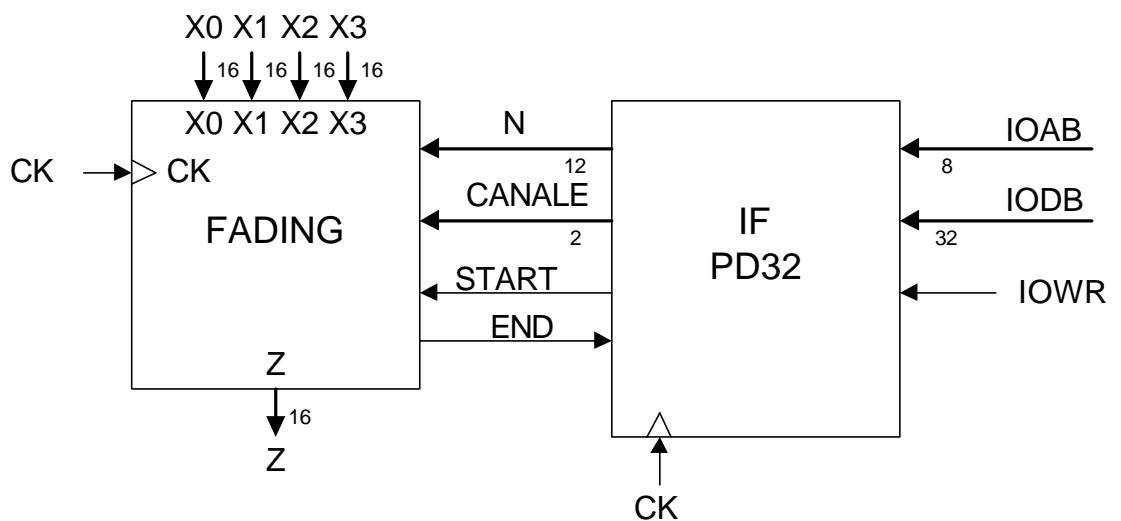 X0 X1 X2 X3
16 16 16 16
X0 X1 X2 X3
N
IOAB
12
8
CK
CK
CANALE
IODB
FADING
2
IF
32
PD32
START
IOWR
END
Z
16
Z
CK